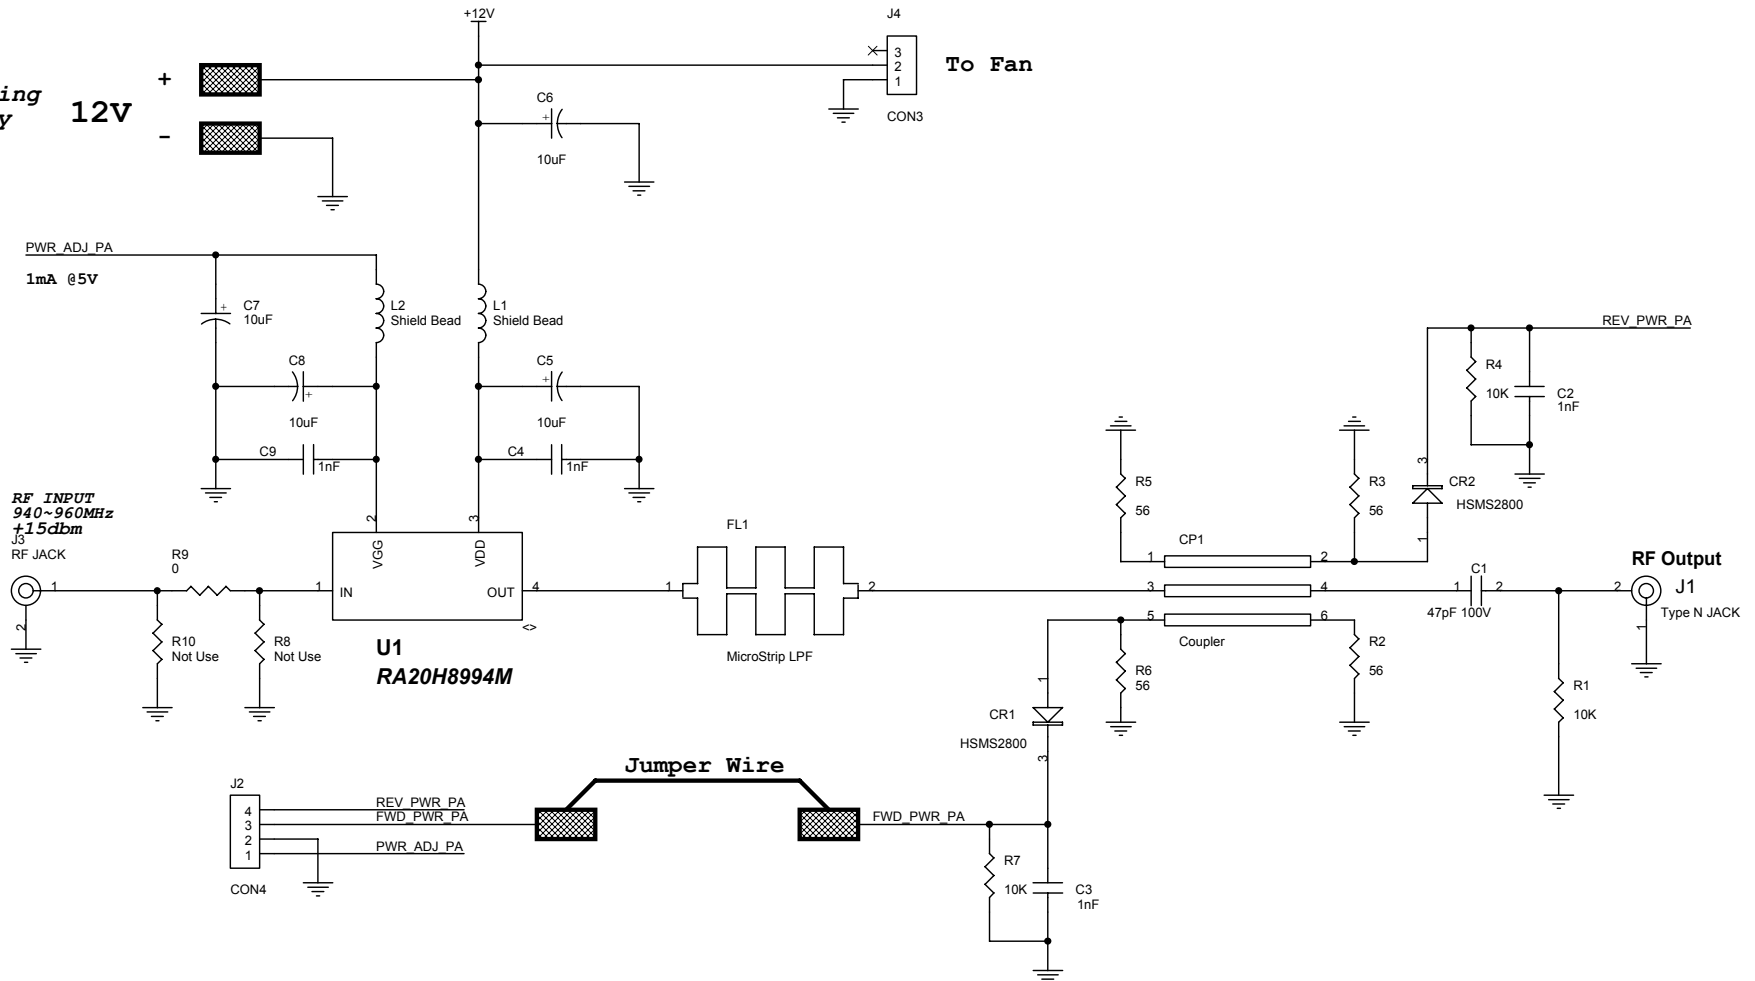 +12V
J4
3
2
1
To Fan
CON3
ing
y
12V
+
-
C6
+
10uF
PWR_ADJ_PA
1mA @5V
C7
+
10uF
L2
Shield Bead
L1
Shield Bead
C8
+
10uF
C5
+
10uF
C9
1nF
C4
1nF
RF INPUT
940~960MHz
+15dbm
J3
RF JACK
1
2
R9
0
R10
Not Use
R8
Not Use
2
3
VGG
VDD
1
IN
OUT
4
<>
U1
RA20H8994M
FL1
1
2
MicroStrip LPF
R5
56
R3
56
CP1
1
2
3
4
5
6
Coupler
R6
56
R2
56
REV_PWR_PA
R4
10K
C2
1nF
3
CR2
HSMS2800
1
C1
1
2
47pF 100V
RF Output
2
J1
Type N JACK
1
R1
10K
1
CR1
HSMS2800
3
Jumper Wire
J2
4
3
2
1
REV_PWR_PA
FWD_PWR_PA
PWR_ADJ_PA
CON4
FWD_PWR_PA
R7
10K
C3
1nF